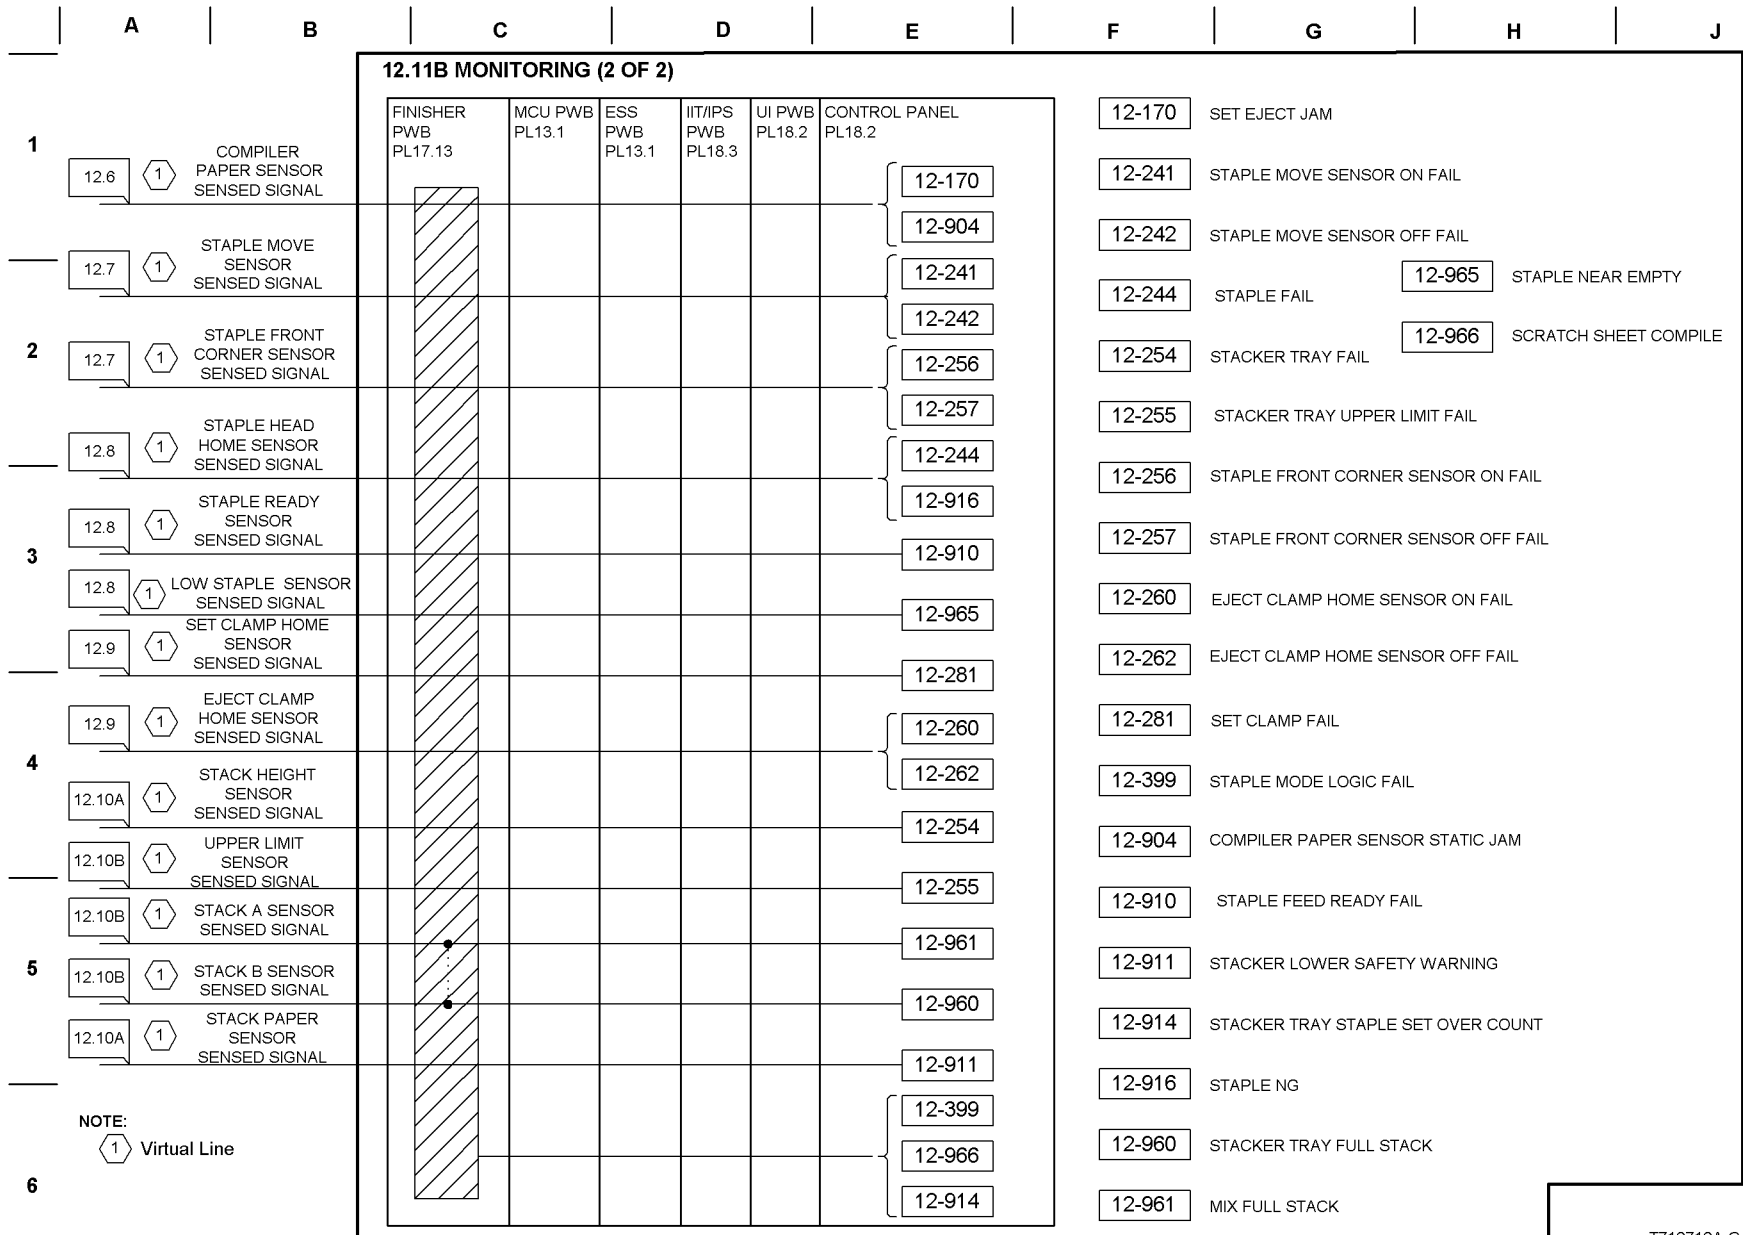 A B C D E F G H J
12.11B MONITORING (2 OF 2)
FINISHER
PWB
PL17.13
MCU PWB
PL13.1
ESS
PWB
PL13.1
IIT/IPS
PWB
PL18.3
UI PWB
PL18.2
CONTROL PANEL
PL18.2
1
2
3
4
5
6
12.6
1
COMPILER
PAPER SENSOR
SENSED SIGNAL
12-170
12-904
12.7
1
STAPLE MOVE
SENSOR
SENSED SIGNAL
12-241
12-242
12.7
1
STAPLE FRONT
CORNER SENSOR
SENSED SIGNAL
12-256
12-257
12.8
1
STAPLE HEAD
HOME SENSOR
SENSED SIGNAL
12-244
12-916
12.8
1
STAPLE READY
SENSOR
SENSED SIGNAL
12-910
12.8
1
LOW STAPLE SENSOR
SENSED SIGNAL
12-965
12.9
1
SET CLAMP HOME
SENSOR
SENSED SIGNAL
12-281
12.9
1
EJECT CLAMP
HOME SENSOR
SENSED SIGNAL
12-260
12-262
12.10A
1
STACK HEIGHT
SENSOR
SENSED SIGNAL
12-254
12.10B
1
UPPER LIMIT
SENSOR
SENSED SIGNAL
12-255
12.10B
1
STACK A SENSOR
SENSED SIGNAL
12-961
12.10B
1
STACK B SENSOR
SENSED SIGNAL
12-960
12.10A
1
STACK PAPER
SENSOR
SENSED SIGNAL
12-911
12-399
12-966
12-914
NOTE:
1 Virtual Line
12-170 SET EJECT JAM
12-241 STAPLE MOVE SENSOR ON FAIL
12-242 STAPLE MOVE SENSOR OFF FAIL
12-244 STAPLE FAIL
12-254 STACKER TRAY FAIL
12-255 STACKER TRAY UPPER LIMIT FAIL
12-256 STAPLE FRONT CORNER SENSOR ON FAIL
12-257 STAPLE FRONT CORNER SENSOR OFF FAIL
12-260 EJECT CLAMP HOME SENSOR ON FAIL
12-262 EJECT CLAMP HOME SENSOR OFF FAIL
12-281 SET CLAMP FAIL
12-399 STAPLE MODE LOGIC FAIL
12-904 COMPILER PAPER SENSOR STATIC JAM
12-910 STAPLE FEED READY FAIL
12-911 STACKER LOWER SAFETY WARNING
12-914 STACKER TRAY STAPLE SET OVER COUNT
12-916 STAPLE NG
12-960 STACKER TRAY FULL STACK
12-961 MIX FULL STACK
12-965 STAPLE NEAR EMPTY
12-966 SCRATCH SHEET COMPILE